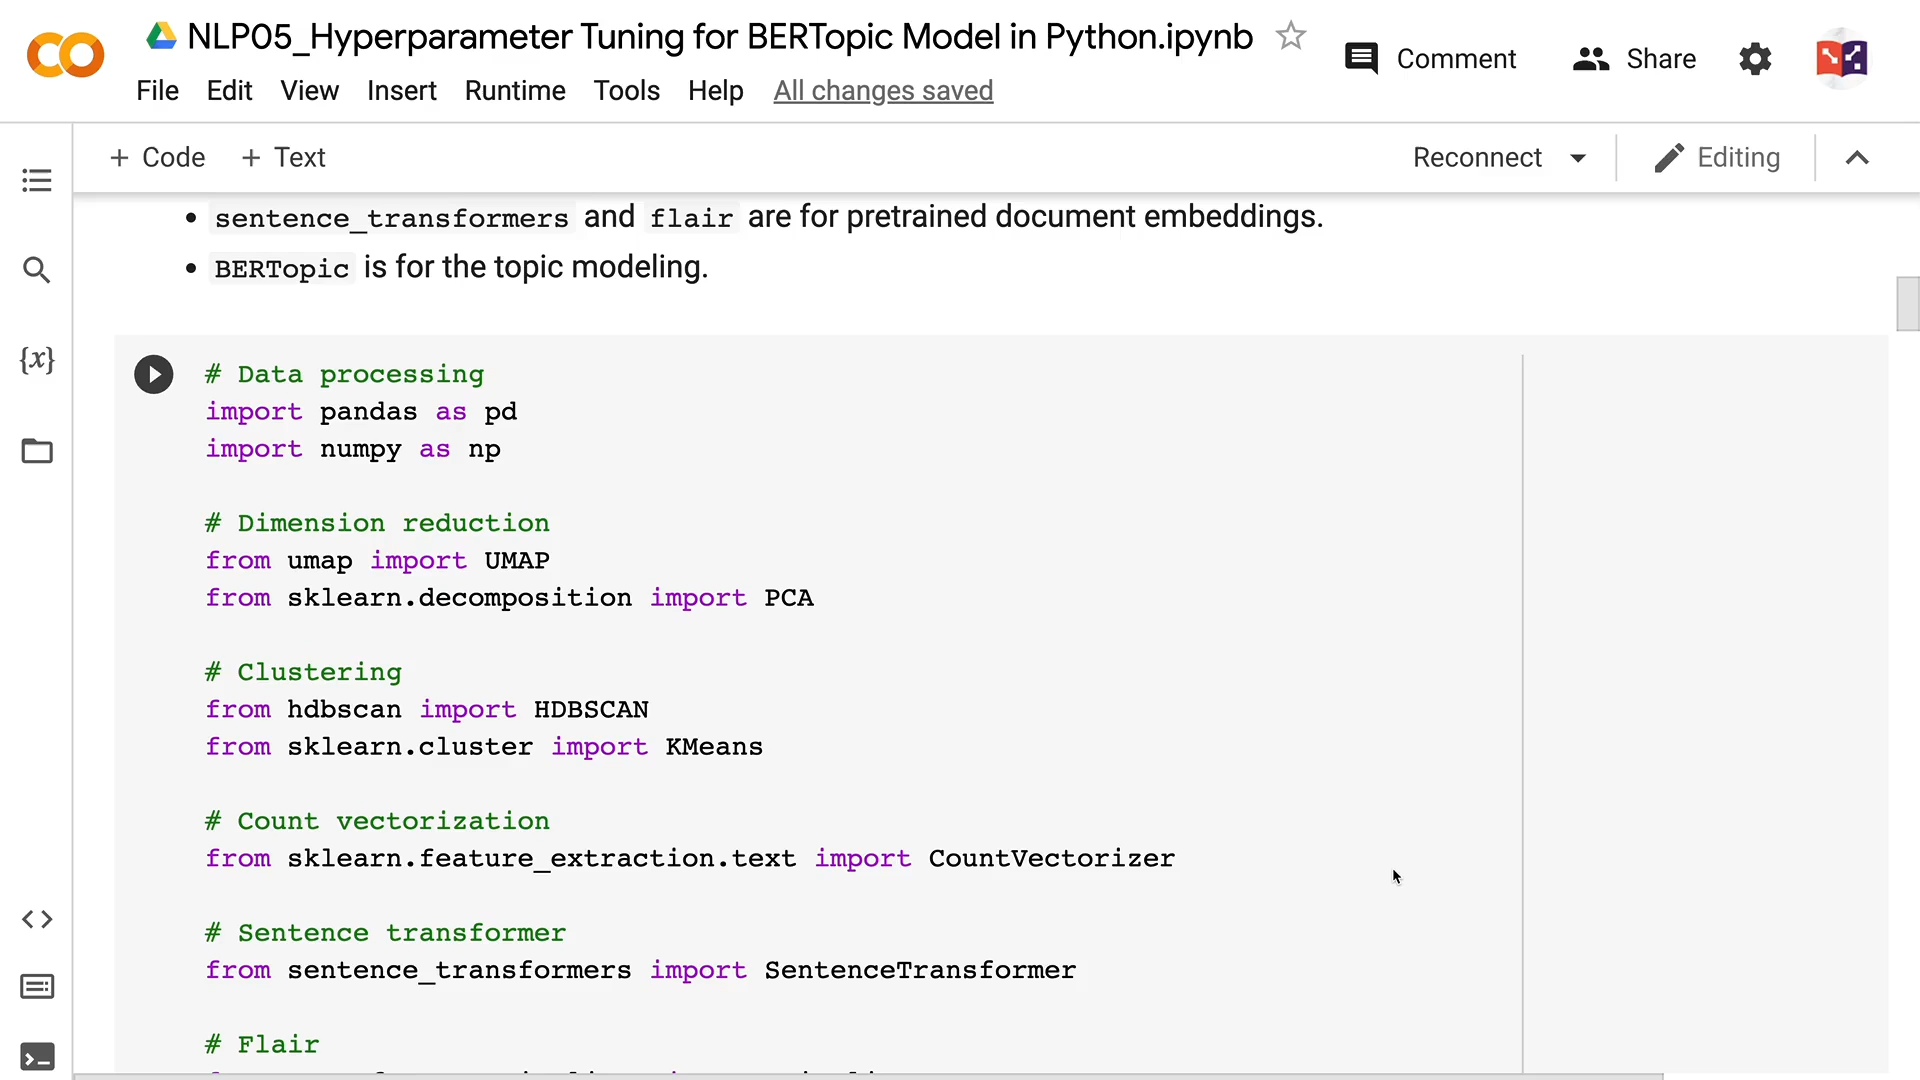 NLP05_Hyperparameter Tuning for BERTopic Model in Python.ipynb
Comment
Share
File Edit View Insert Runtime Tools Help All changes saved
+ Code + Text
Reconnect
Editing
• sentence_transformers and flair are for pretrained document embeddings.
• BERTopic is for the topic modeling.
{x}
# Data processing
import pandas as pd
import numpy as np
# Dimension reduction
from umap import UMAP
from sklearn.decomposition import PCA
# Clustering
from hdbscan import HDBSCAN
from sklearn.cluster import KMeans
# Count vectorization
from sklearn.feature_extraction.text import CountVectorizer
# Sentence transformer
from sentence_transformers import SentenceTransformer
# Flair